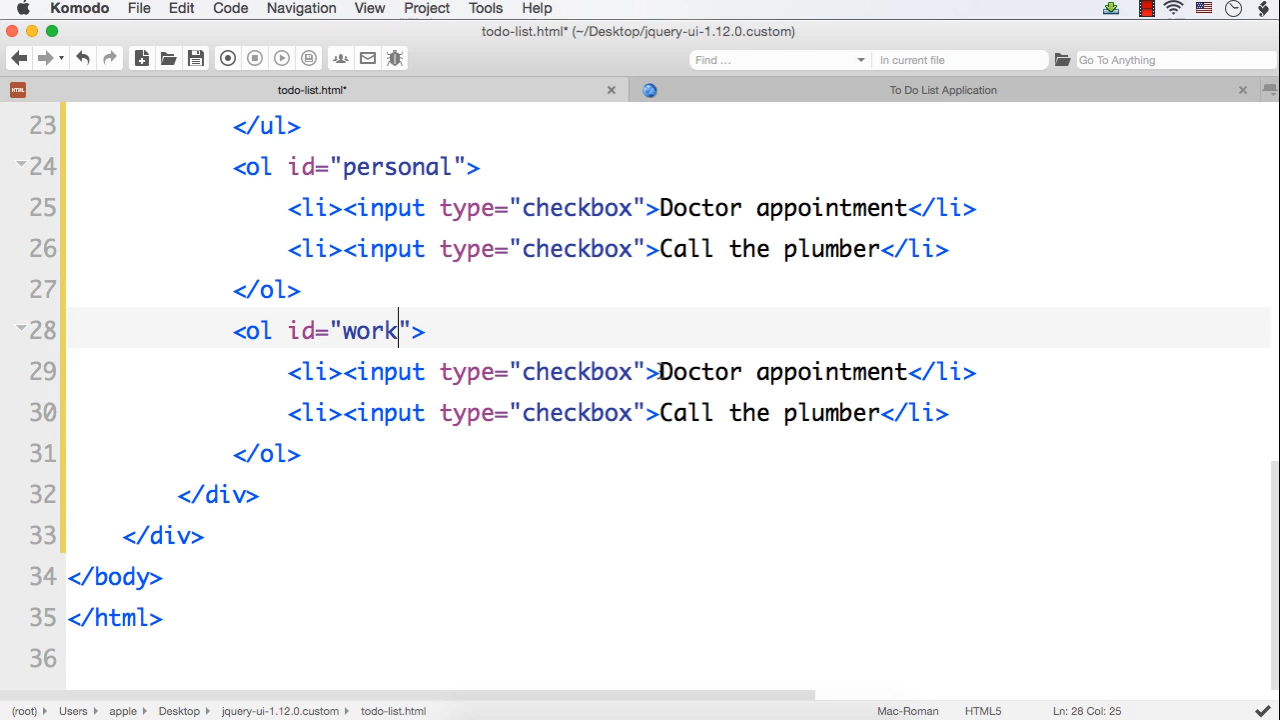 Komodo File Edit Code Navigation View Project Tools Help
todo-list.html* (~/Desktop/jquery-ui-1.12.0.custom)
Find ... In current file Go To Anything
HTML todo-list.html* To Do List Application
23 </ul>
24 <ol id="personal">
25 <li><input type="checkbox">Doctor appointment</li>
26 <li><input type="checkbox">Call the plumber</li>
27 </ol>
28 <ol id="work">
29 <li><input type="checkbox">Doctor appointment</li>
30 <li><input type="checkbox">Call the plumber</li>
31 </ol>
32 </div>
33 </div>
34 </body>
35 </html>
36
(root) Users apple Desktop jquery-ui-1.12.0.custom todo-list.html Mac-Roman HTML5 Ln: 28 Col: 25